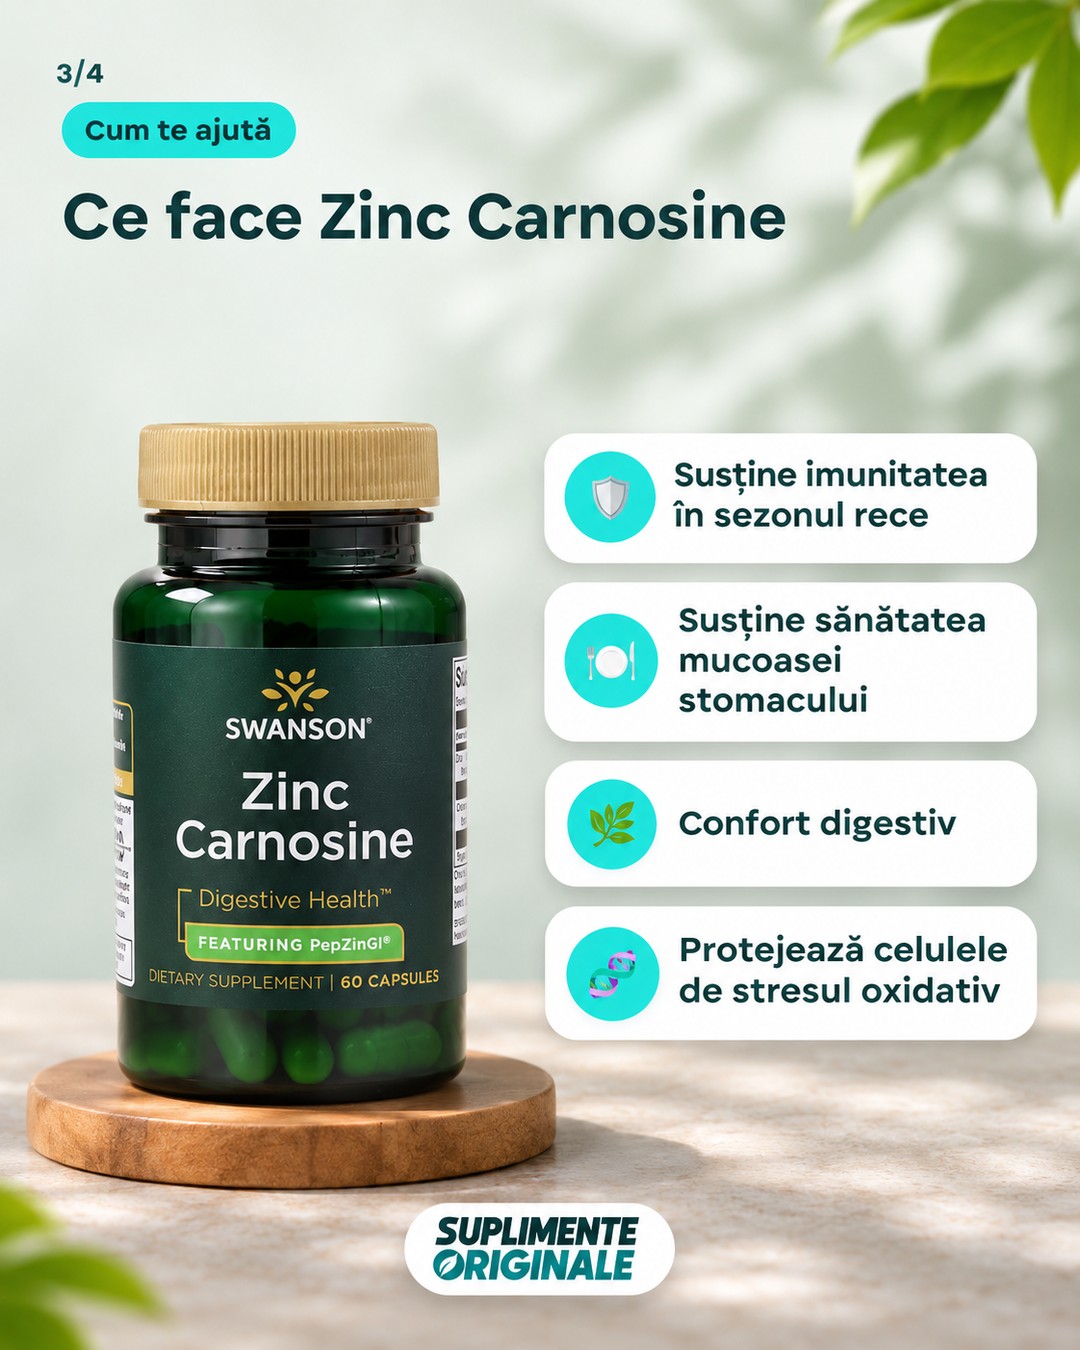 3/4
Cum te ajută
Ce face Zinc Carnosine
Susține imunitatea
în sezonul rece
Susține sănătatea
mucoasei
stomacului
Confort digestiv
Protejează celulele
de stresul oxidativ
SWANSON®
Zinc
Carnosine
Digestive Health™
FEATURING PepZinGI®
DIETARY SUPPLEMENT | 60 CAPSULES
SUPLIMENTE
ORIGINALE